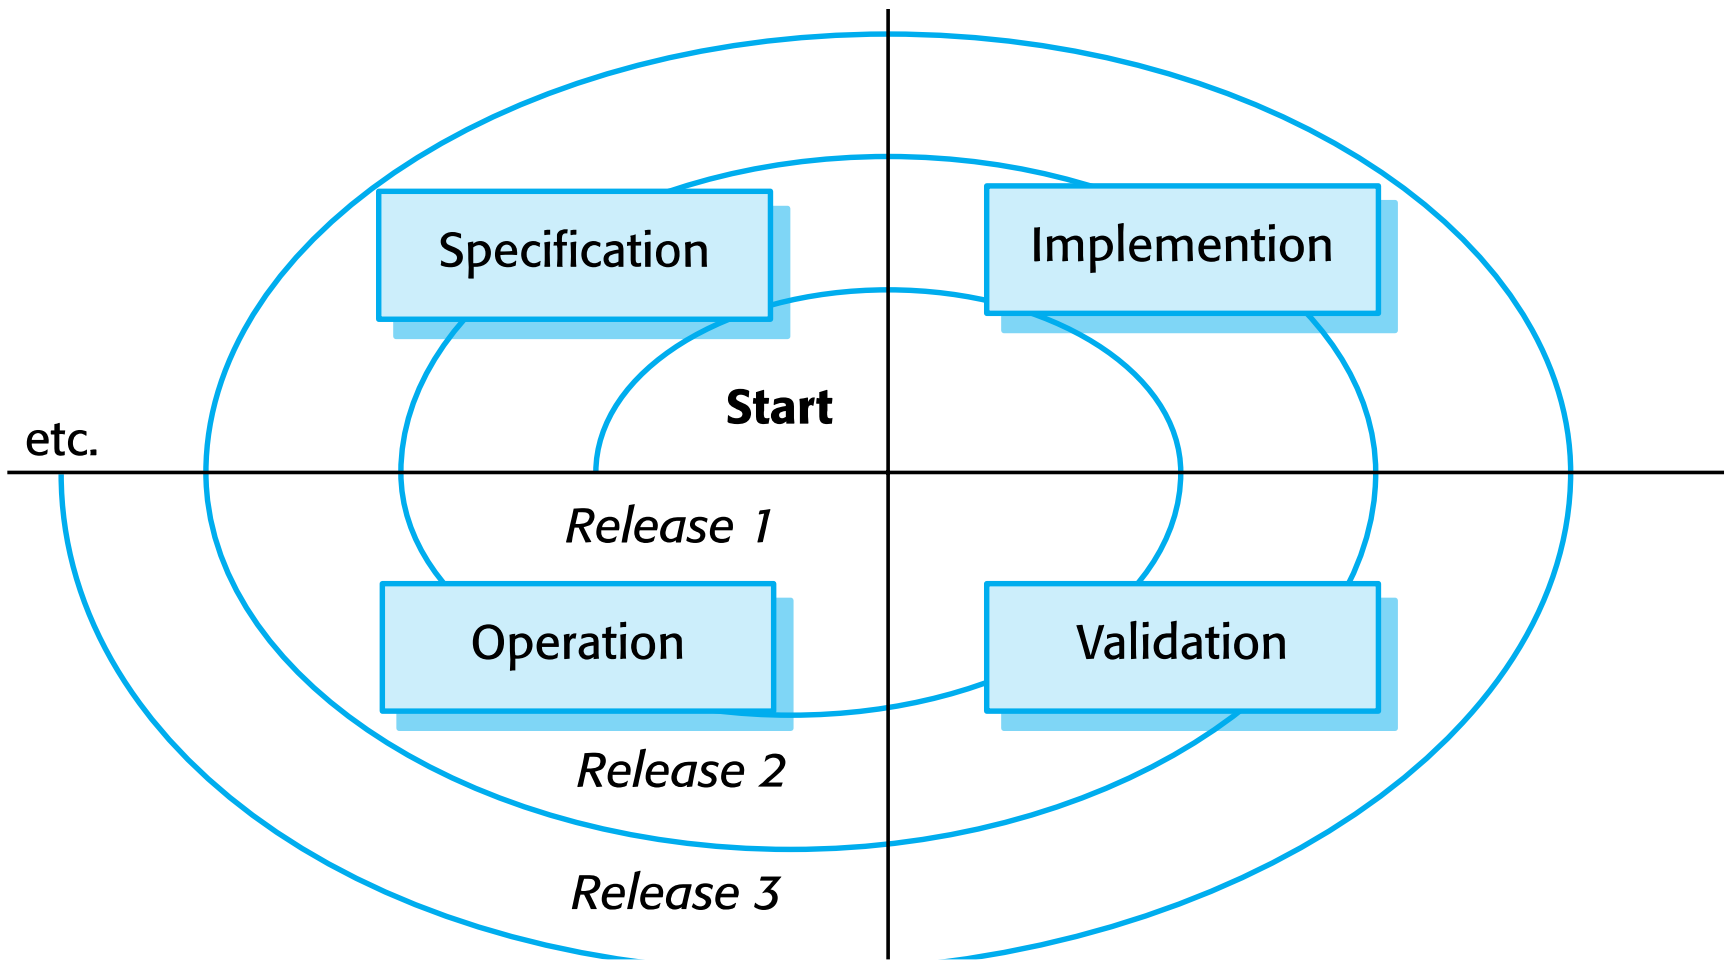 Specification
Implemention
Start
etc.
Release 1
Operation
Validation
Release 2
Release 3